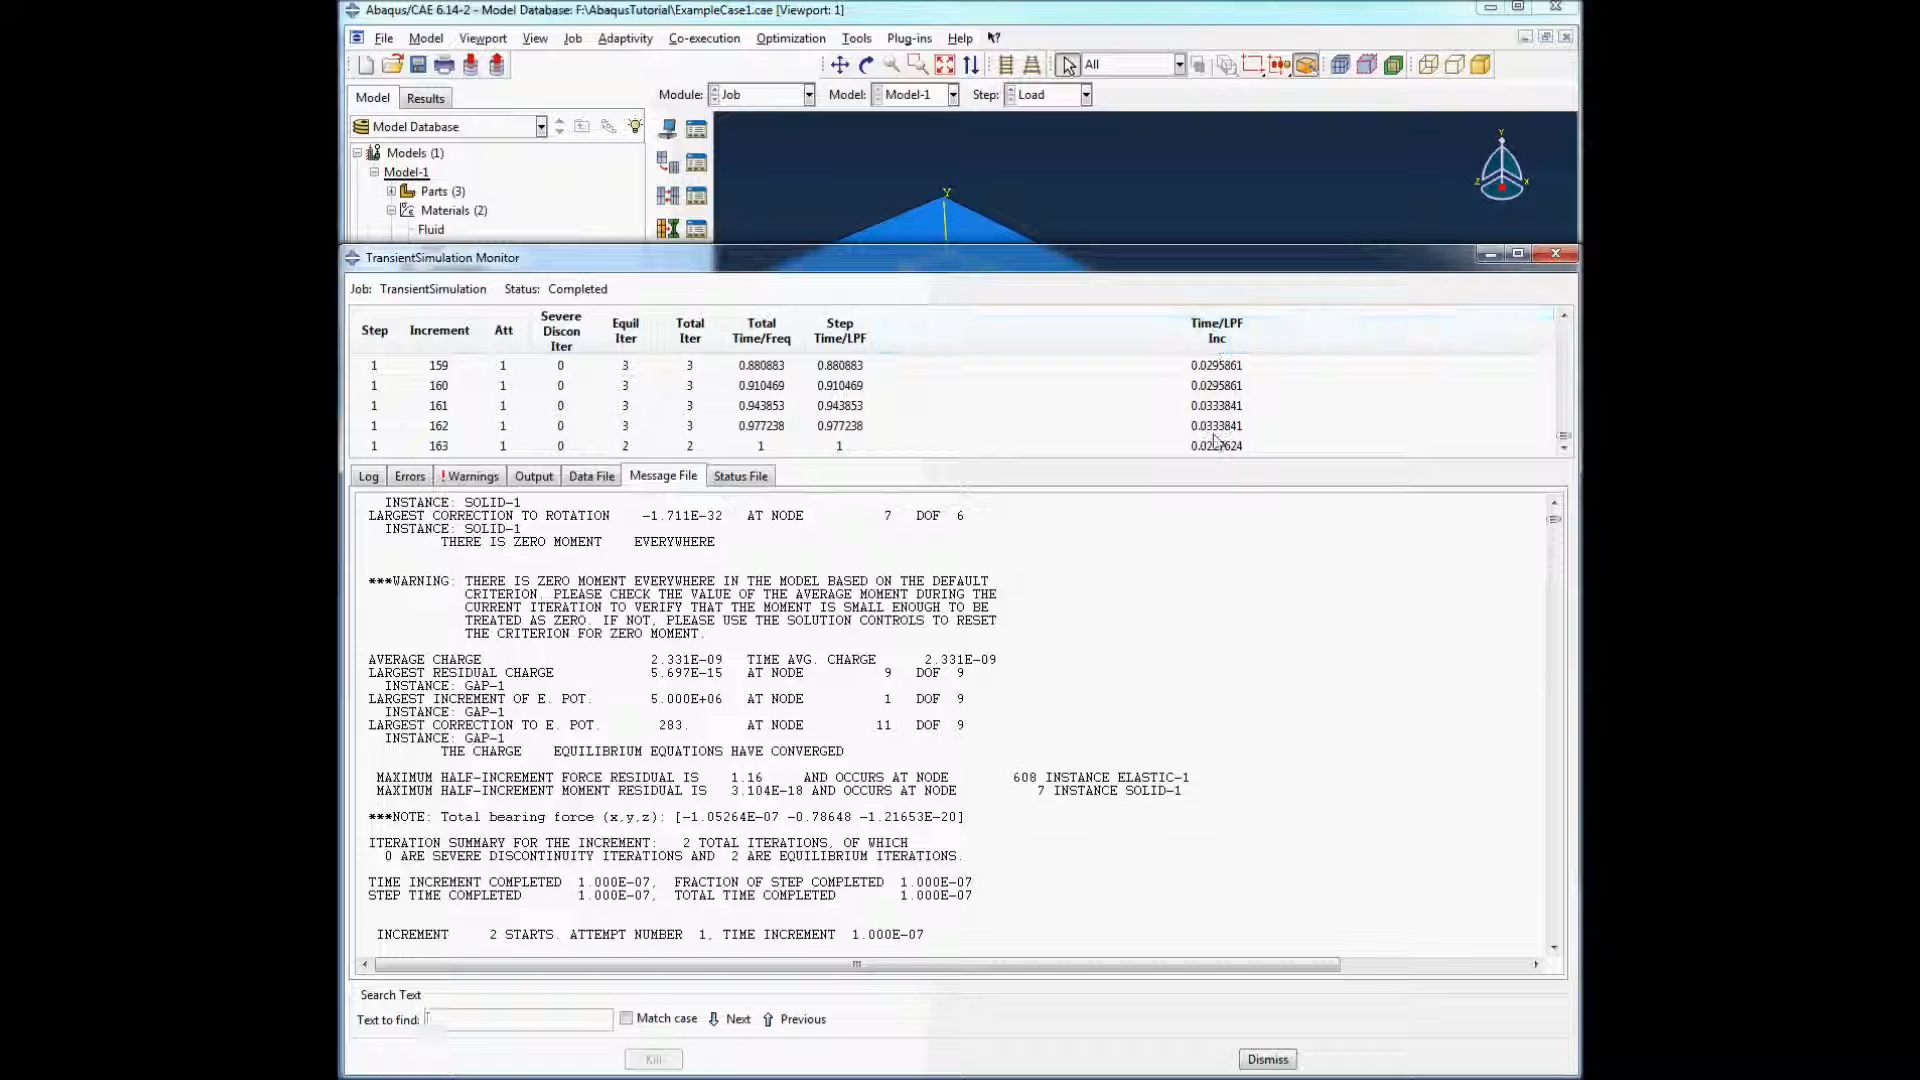 Abaqus/CAE 6.14-2 - Model Database: F:\AbaqusTutorial\ExampleCase1.cae [Viewport: 1]
File Model Viewport View Job Adaptivity Co-execution Optimization Tools Plug-ins Help
All
Model Results
Module: Job Model: Model-1 Step: Load
Model Database
Models (1)
Model-1
Parts (3)
Materials (2)
Fluid
Y
Y
Z X
TransientSimulation Monitor
Job: TransientSimulation Status: Completed
Step Increment Att Severe Discon Iter Equil Iter Total Iter Total Time/Freq Step Time/LPF Time/LPF Inc
1 159 1 0 3 3 0.880883 0.880883 0.0295861
1 160 1 0 3 3 0.910469 0.910469 0.0295861
1 161 1 0 3 3 0.943853 0.943853 0.0333841
1 162 1 0 3 3 0.977238 0.977238 0.0333841
1 163 1 0 2 2 1 1
Log Errors ! Warnings Output Data File Message File Status File
INSTANCE: SOLID-1
LARGEST CORRECTION TO ROTATION -1.711E-32 AT NODE 7 DOF 6
INSTANCE: SOLID-1
THERE IS ZERO MOMENT EVERYWHERE
***WARNING: THERE IS ZERO MOMENT EVERYWHERE IN THE MODEL BASED ON THE DEFAULT
CRITERION. PLEASE CHECK THE VALUE OF THE AVERAGE MOMENT DURING THE
CURRENT ITERATION TO VERIFY THAT THE MOMENT IS SMALL ENOUGH TO BE
TREATED AS ZERO. IF NOT, PLEASE USE THE SOLUTION CONTROLS TO RESET
THE CRITERION FOR ZERO MOMENT.
AVERAGE CHARGE 2.331E-09 TIME AVG. CHARGE 2.331E-09
LARGEST RESIDUAL CHARGE 5.697E-15 AT NODE 9 DOF 9
INSTANCE: GAP-1
LARGEST INCREMENT OF E. POT. 5.000E+06 AT NODE 1 DOF 9
INSTANCE: GAP-1
LARGEST CORRECTION TO E. POT. 283. AT NODE 11 DOF 9
INSTANCE: GAP-1
THE CHARGE EQUILIBRIUM EQUATIONS HAVE CONVERGED
MAXIMUM HALF-INCREMENT FORCE RESIDUAL IS 1.16 AND OCCURS AT NODE 608 INSTANCE ELASTIC-1
MAXIMUM HALF-INCREMENT MOMENT RESIDUAL IS 3.104E-18 AND OCCURS AT NODE 7 INSTANCE SOLID-1
***NOTE: Total bearing force (x,y,z): [-1.05264E-07 -0.78648 -1.21653E-20]
ITERATION SUMMARY FOR THE INCREMENT: 2 TOTAL ITERATIONS, OF WHICH
0 ARE SEVERE DISCONTINUITY ITERATIONS AND 2 ARE EQUILIBRIUM ITERATIONS.
TIME INCREMENT COMPLETED 1.000E-07, FRACTION OF STEP COMPLETED 1.000E-07
STEP TIME COMPLETED 1.000E-07, TOTAL TIME COMPLETED 1.000E-07
INCREMENT 2 STARTS. ATTEMPT NUMBER 1, TIME INCREMENT 1.000E-07
Search Text
Text to find: Match case Next Previous
Kill Dismiss